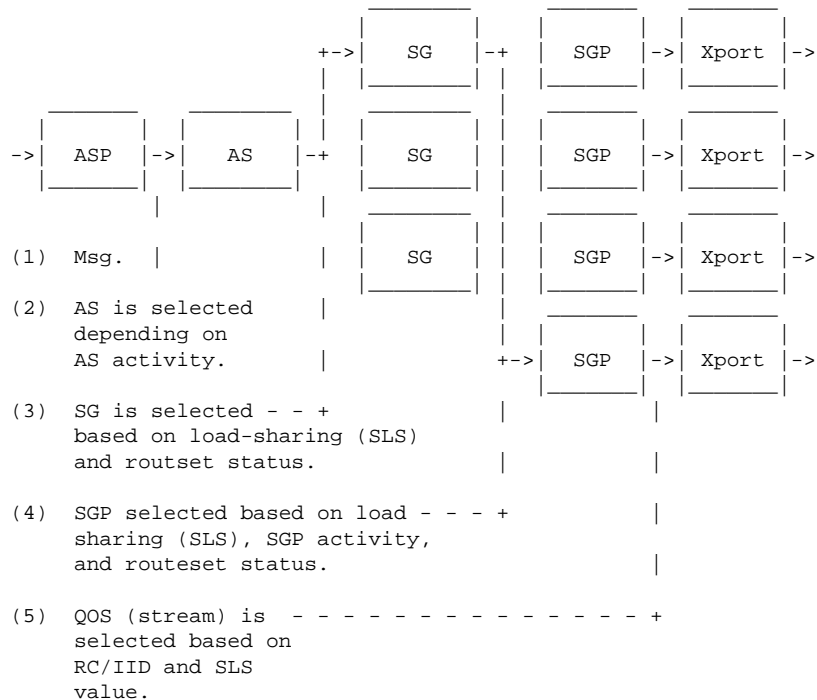 SG SGP Xport
ASP AS SG SGP Xport
(1) Msg. SG SGP Xport
(2) AS is selected
depending on
AS activity. SGP Xport
(3) SG is selected - - +
based on load-sharing (SLS)
and routset status.
(4) SGP selected based on load - - - +
sharing (SLS), SGP activity,
and routeset status.
(5) QOS (stream) is - - - - - - - - - - - - - - +
selected based on
RC/IID and SLS
value.